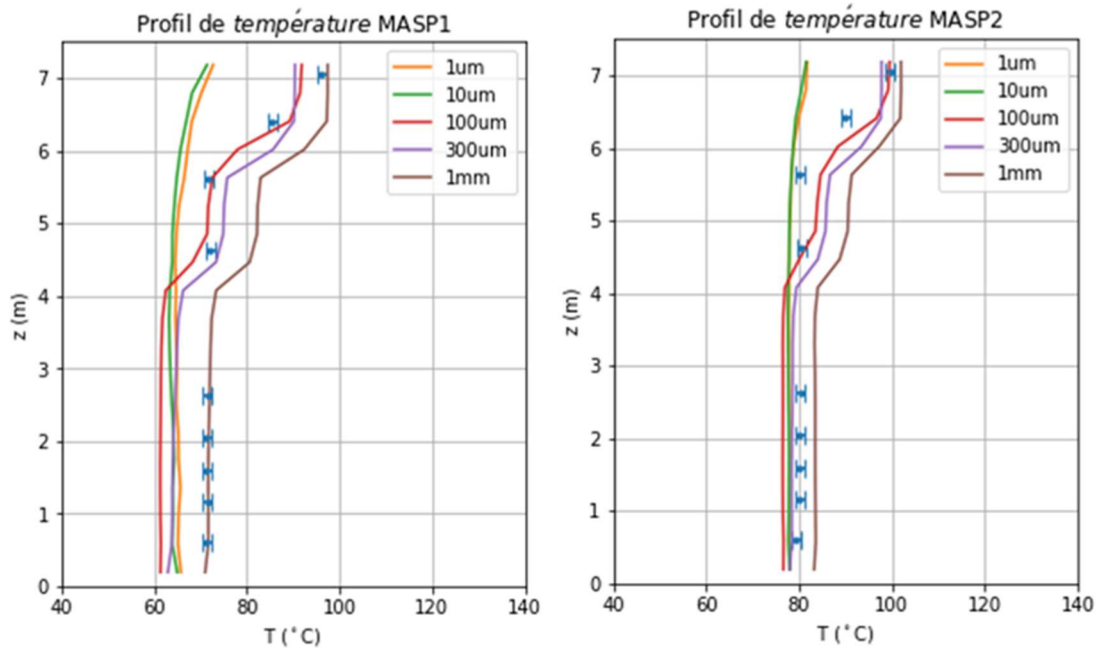 Profil de température MASP1
1um
10um
100um
300um
1mm
7
6
5
4
3
2
1
0
z (m)
40 60 80 100 120 140
T (°C)
Profil de température MASP2
1um
10um
100um
300um
1mm
7
6
5
4
3
2
1
0
z (m)
40 60 80 100 120 140
T (°C)